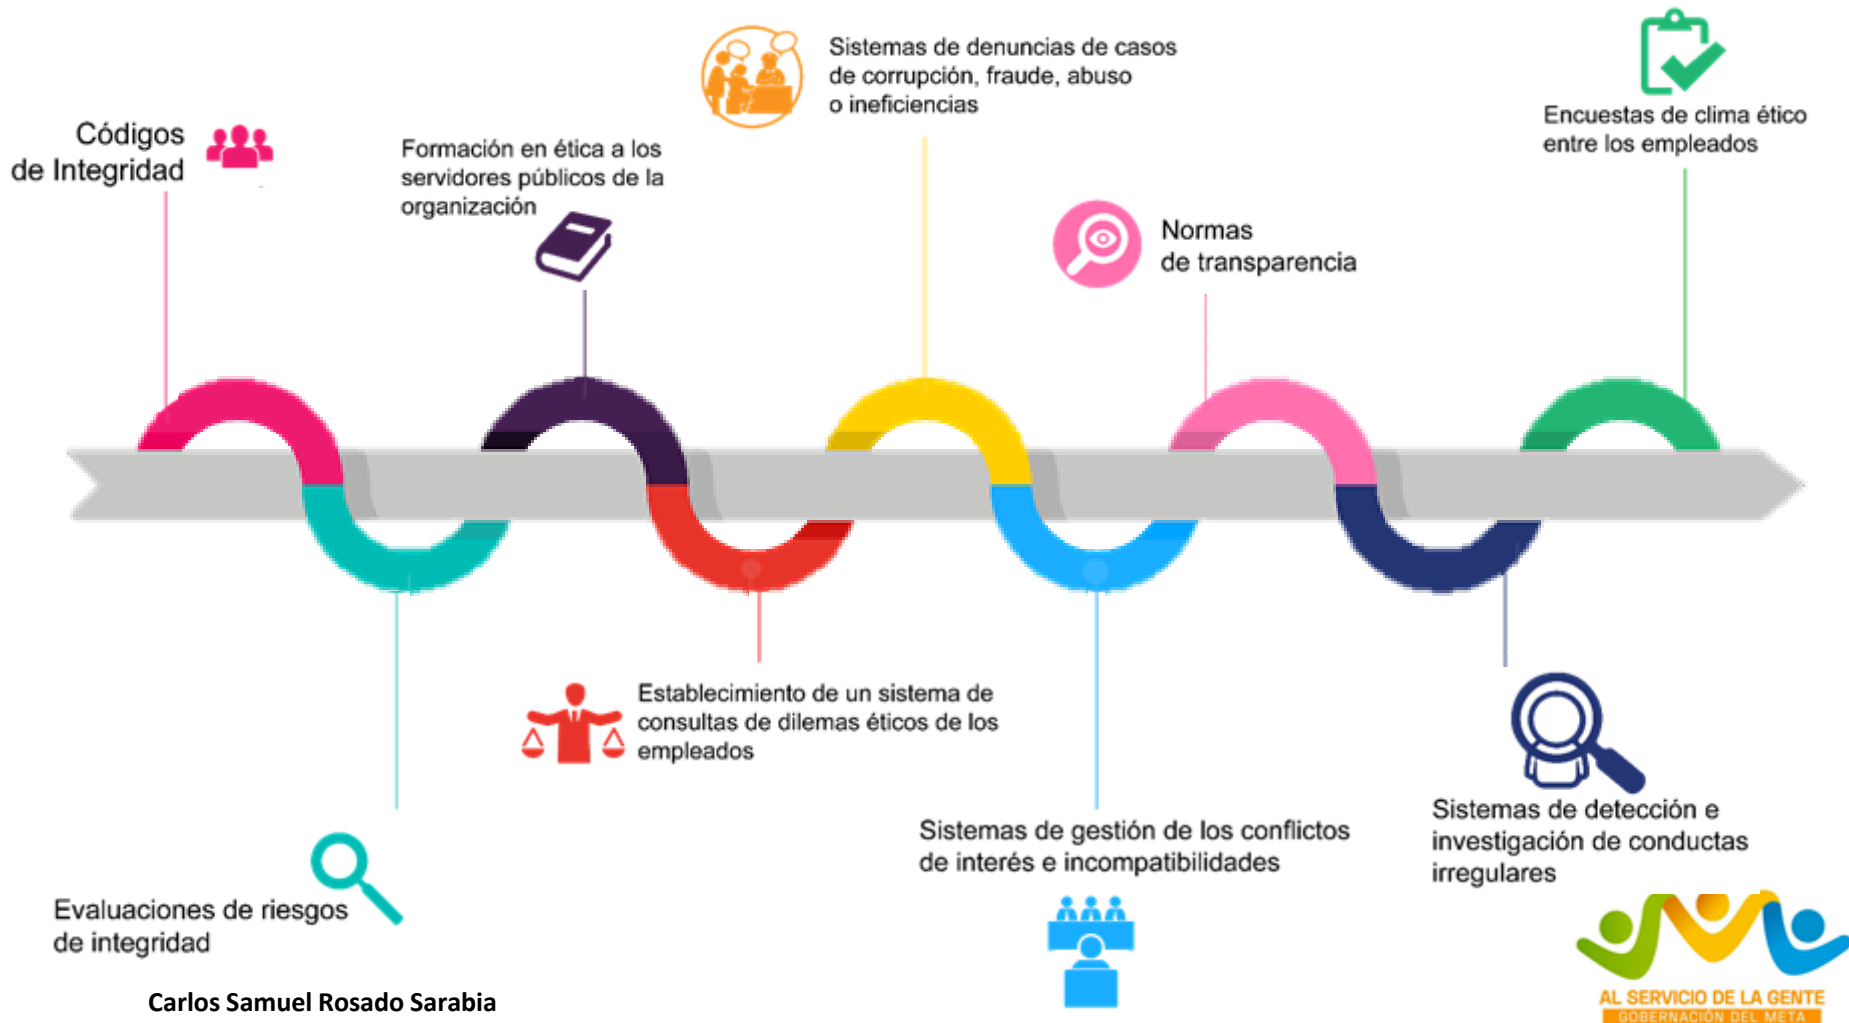 Códigos
de Integridad
Evaluaciones de riesgos
de integridad
Formación en ética a los
servidores públicos de la
organización
Establecimiento de un sistema de
consultas de dilemas éticos de los
empleados
Sistemas de denuncias de casos
de corrupción, fraude, abuso
o ineficiencias
Sistemas de gestión de los conflictos
de interés e incompatibilidades
Normas
de transparencia
Sistemas de detección e
investigación de conductas
irregulares
Encuestas de clima ético
entre los empleados
Carlos Samuel Rosado Sarabia
AL SERVICIO DE LA GENTE
GOBERNACIÓN DEL META